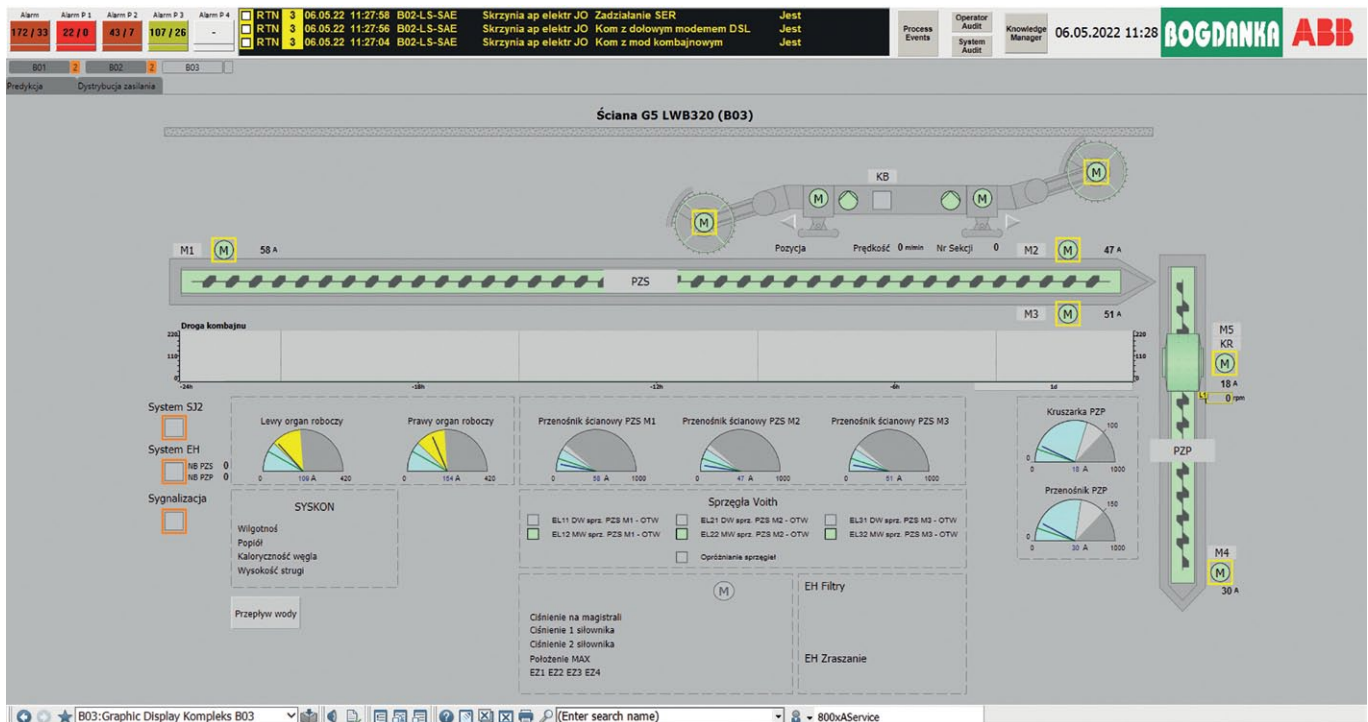 Alarm Alarm P 1 Alarm P 2 Alarm P 3 Alarm P 4
172 / 33 22 / 0 43 / 7 107 / 26 -
RTN 3 06.05.22 11:27:58 B02-LS-SAE Skrzynia ap elektr JO Zadziałanie SER Jest
RTN 3 06.05.22 11:27:56 B02-LS-SAE Skrzynia ap elektr JO Kom z dołowym modemem DSL Jest
RTN 3 06.05.22 11:27:04 B02-LS-SAE Skrzynia ap elektr JO Kom z mod kombajnowym Jest
Process Events
Operator Audit
System Audit
Knowledge Manager
06.05.2022 11:28
BOGDANKA
ABB
B01 2 B02 2 B03
Predykcja Dystrybucja zasilania
Ściana G5 LWB320 (B03)
KB
M
M
M
M
Pozycja Prędkość 0 m/min Nr Sekcji 0
M1 M 58 A
M2 M 47 A
PZS
M3 M 51 A
M5
KR
M
18 A
L1 0 rpm
PZP
M4
M
30 A
Droga kombajnu
220
110
0
220
110
0
-24h -18h -12h -6h 1d
System SJ2
System EH
NB PZS 0
NB PZP 0
Sygnalizacja
Lewy organ roboczy
0 108 A 420
Prawy organ roboczy
0 164 A 420
Przenośnik ścianowy PZS M1
0 58 A 1000
Przenośnik ścianowy PZS M2
0 47 A 1000
Przenośnik ścianowy PZS M3
0 51 A 1000
Kruszarka PZP
100
0 18 A 1000
Przenośnik PZP
150
0 30 A 1000
SYSKON
Wilgotnoś
Popiół
Kaloryczność węgla
Wysokość strugi
Przepływ wody
Sprzęgła Voith
EL11 DW sprz. PZS M1 - OTW EL21 DW sprz. PZS M2 - OTW EL31 DW sprz. PZS M3 - OTW
EL12 MW sprz. PZS M1 - OTW EL22 MW sprz. PZS M2 - OTW EL32 MW sprz. PZS M3 - OTW
Opróżnianie sprzęgieł
M
Ciśnienie na magistrali
Ciśnienie 1 siłownika
Ciśnienie 2 siłownika
Położenie MAX
EZ1 EZ2 EZ3 EZ4
EH Filtry
EH Zraszanie
B03:Graphic Display Kompleks B03
(Enter search name)
800xAService